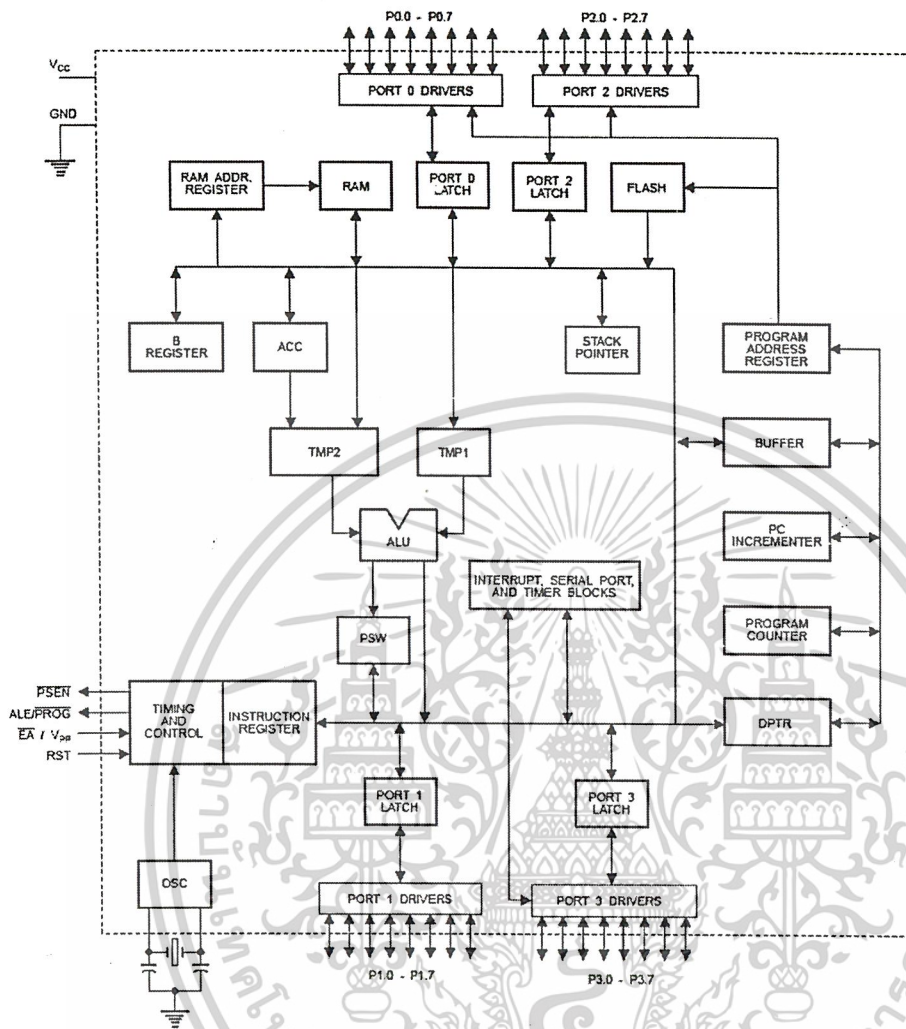 P0.0 - P0.7
P2.0 - P2.7
VCC
GND
PORT 0 DRIVERS
PORT 2 DRIVERS
RAM ADDR.
REGISTER
RAM
PORT 0
LATCH
PORT 2
LATCH
FLASH
B
REGISTER
ACC
STACK
POINTER
PROGRAM
ADDRESS
REGISTER
TMP2
TMP1
BUFFER
ALU
PC
INCREMENTER
INTERRUPT, SERIAL PORT,
AND TIMER BLOCKS
PSW
PROGRAM
COUNTER
PSEN
ALE/PROG
EA / VPP
RST
TIMING
AND
CONTROL
INSTRUCTION
REGISTER
DPTR
PORT 1
LATCH
PORT 3
LATCH
OSC
PORT 1 DRIVERS
PORT 3 DRIVERS
P1.0 - P1.7
P3.0 - P3.7